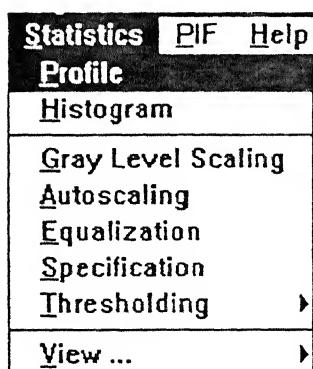 Statistics PIF Help
Profile
Histogram
Gray Level Scaling
Autoscaling
Equalization
Specification
Thresholding
View ...